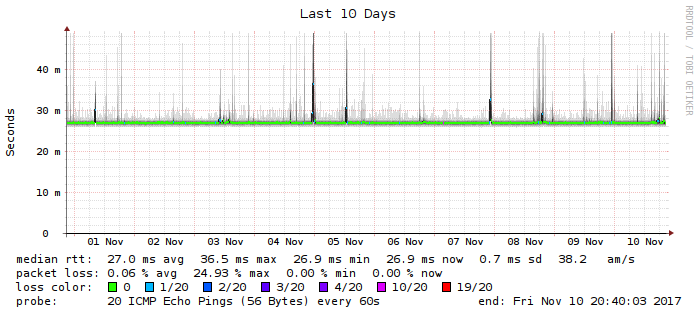 Last 10 Days
RRDTOOL / TOBI OETIKER
Seconds
40 m
30 m
20 m
10 m
0
01 Nov 02 Nov 03 Nov 04 Nov 05 Nov 06 Nov 07 Nov 08 Nov 09 Nov 10 Nov
median rtt: 27.0 ms avg 36.5 ms max 26.9 ms min 26.9 ms now 0.7 ms sd 38.2 am/s
packet loss: 0.06 % avg 24.93 % max 0.00 % min 0.00 % now
loss color: 0 1/20 2/20 3/20 4/20 10/20 19/20
probe: 20 ICMP Echo Pings (56 Bytes) every 60s end: Fri Nov 10 20:40:03 2017